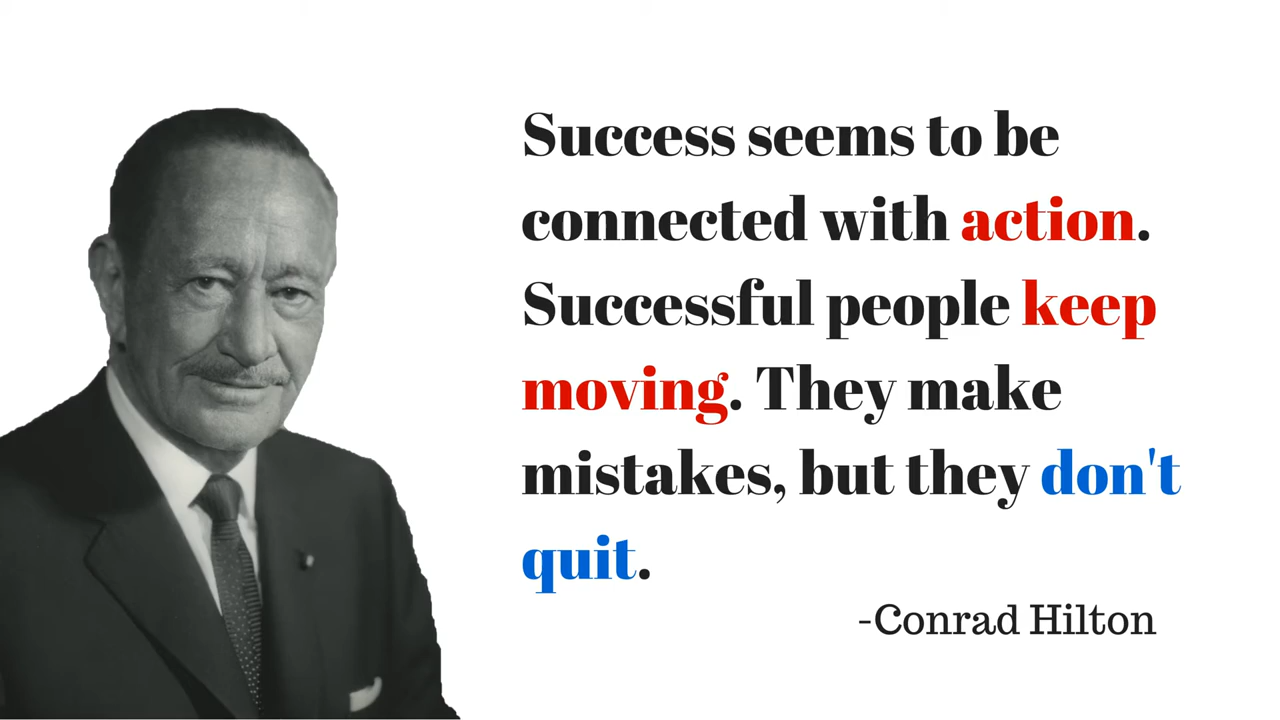 Success seems to be
connected with action.
Successful people keep
moving. They make
mistakes, but they don't
quit.
-Conrad Hilton